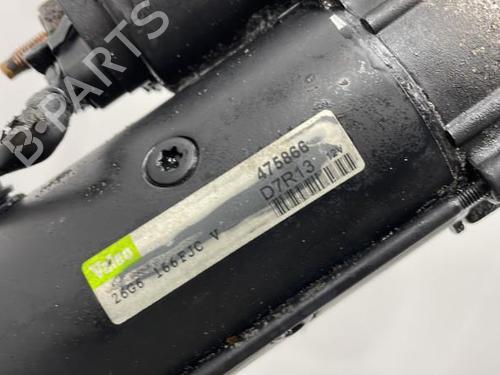 B-PARTS
475866
D7R13 12V
Valeo
26G6 166FJC V